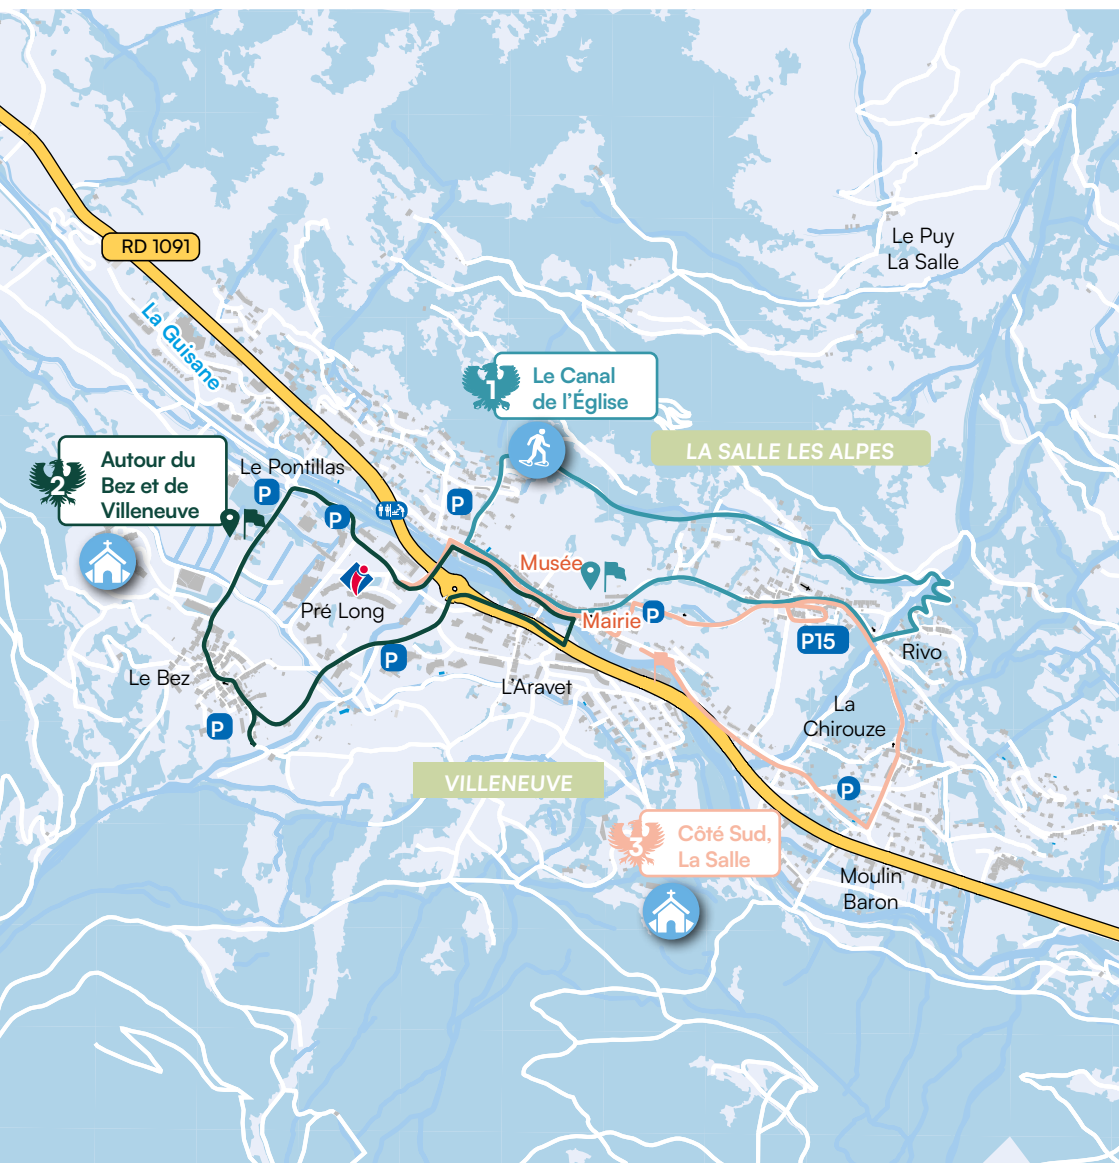 Le Puy
La Salle
RD 1091
La Guisane
1
Le Canal
de l'Église
LA SALLE LES ALPES
2
Autour du
Bez et de
Villeneuve
Le Pontillas
P
P
P
Musée
Pré Long
Mairie
P
P15
Rivo
P
Le Bez
L'Aravet
La
Chirouze
P
VILLENEUVE
P
3
Côté Sud,
La Salle
Moulin
Baron